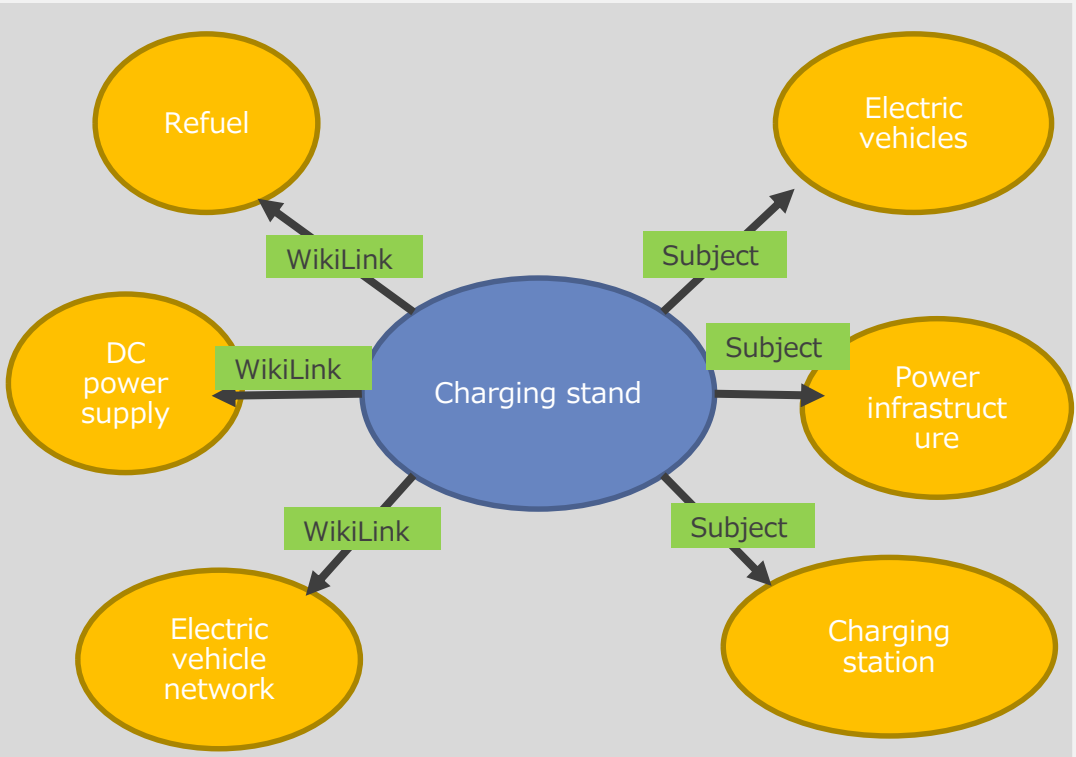 Refuel
Electric
vehicles
WikiLink
Subject
DC
power
supply
WikiLink
Charging stand
Subject
Power
infrastruct
ure
WikiLink
Subject
Electric
vehicle
network
Charging
station